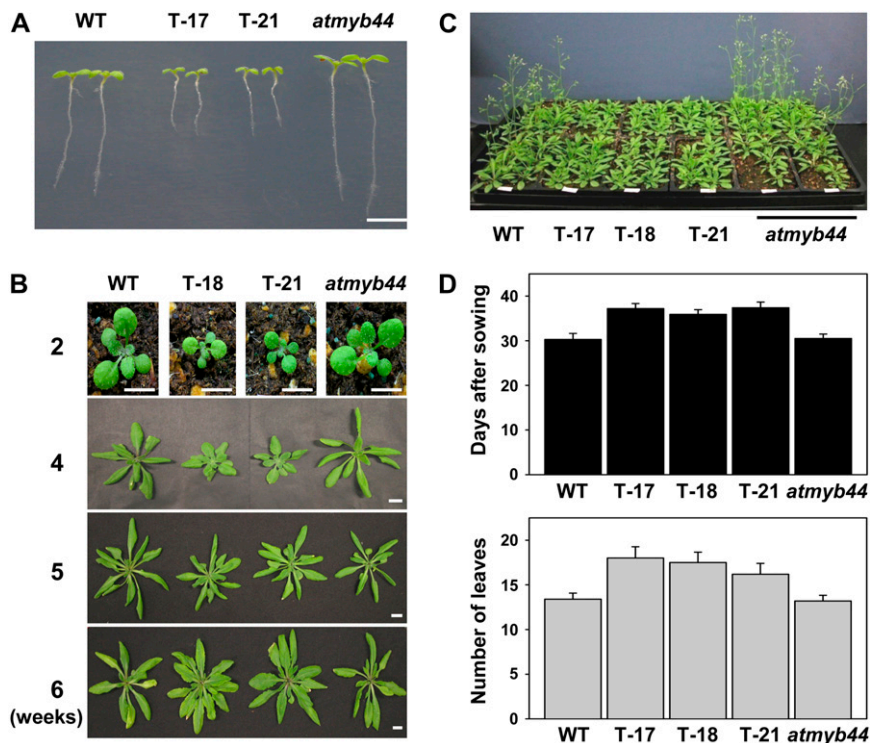 A
WT T-17 T-21 atmyb44
B
WT T-18 T-21 atmyb44
2
4
5
6
(weeks)
C
WT T-17 T-18 T-21 atmyb44
D
Days after sowing
40
30
20
10
0
WT T-17 T-18 T-21 atmyb44
Number of leaves
20
15
10
5
0
WT T-17 T-18 T-21 atmyb44